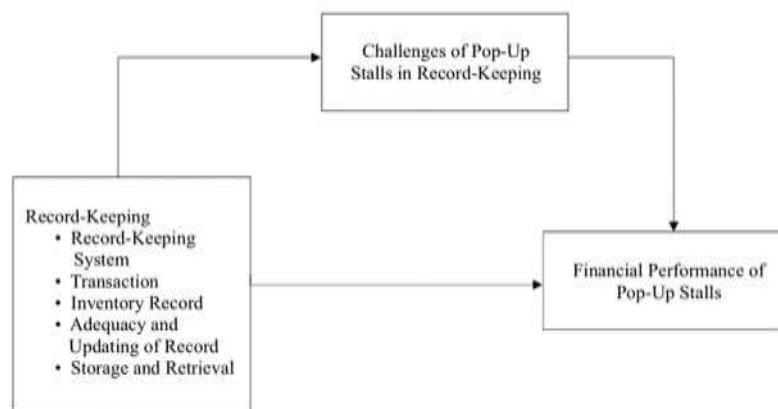 Challenges of Pop-Up
Stalls in Record-Keeping
Record-Keeping
• Record-Keeping
System
• Transaction
• Inventory Record
• Adequacy and
Updating of Record
• Storage and Retrieval
Financial Performance of
Pop-Up Stalls